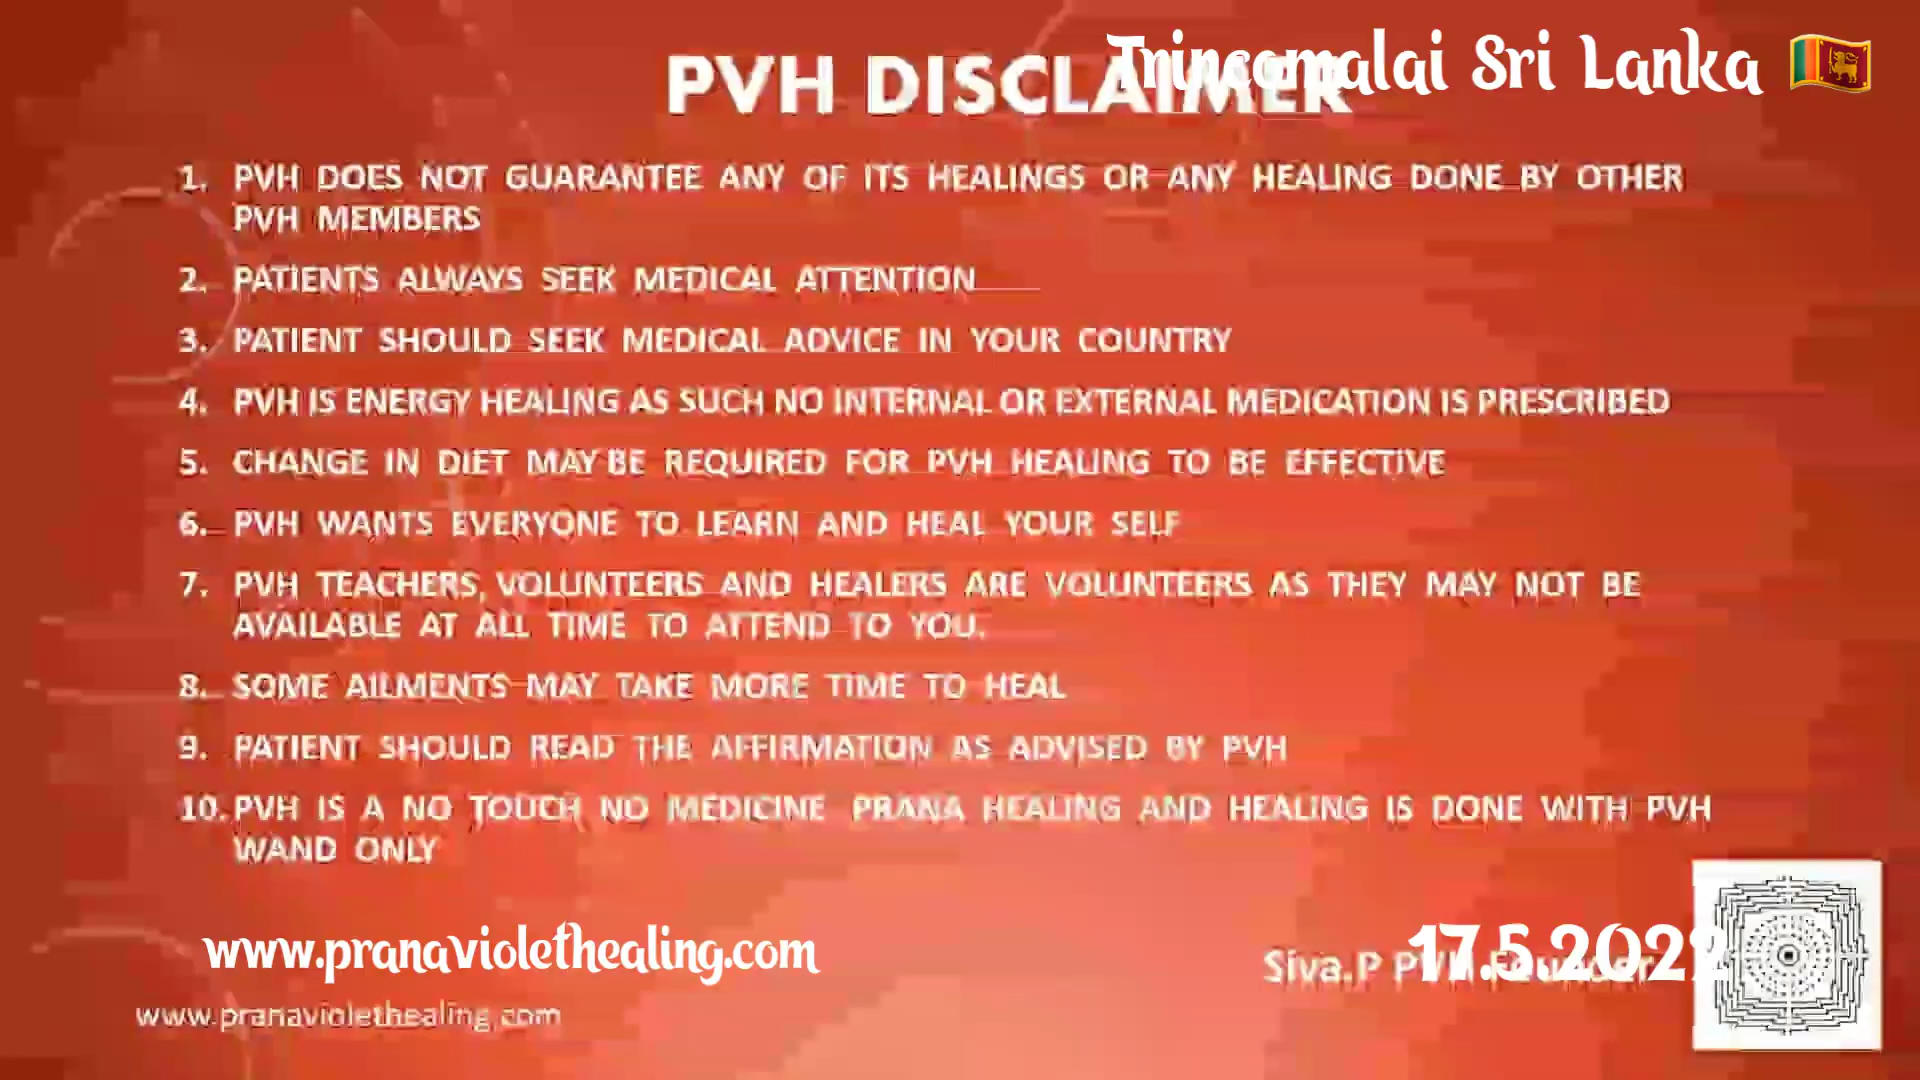 Trincomalai Sri Lanka
PVH DISCLAIMER
1. PVH DOES NOT GUARANTEE ANY OF ITS HEALINGS OR ANY HEALING DONE BY OTHER
PVH MEMBERS
2. PATIENTS ALWAYS SEEK MEDICAL ATTENTION
3. PATIENT SHOULD SEEK MEDICAL ADVICE IN YOUR COUNTRY
4. PVH IS ENERGY HEALING AS SUCH NO INTERNAL OR EXTERNAL MEDICATION IS PRESCRIBED
5. CHANGE IN DIET MAY BE REQUIRED FOR PVH HEALING TO BE EFFECTIVE
6. PVH WANTS EVERYONE TO LEARN AND HEAL YOUR SELF
7. PVH TEACHERS, VOLUNTEERS AND HEALERS ARE VOLUNTEERS AS THEY MAY NOT BE
AVAILABLE AT ALL TIME TO ATTEND TO YOU.
8. SOME AILMENTS MAY TAKE MORE TIME TO HEAL
9. PATIENT SHOULD READ THE AFFIRMATION AS ADVISED BY PVH
10. PVH IS A NO TOUCH NO MEDICINE PRANA HEALING AND HEALING IS DONE WITH PVH
WAND ONLY
www.pranaviolethealing.com
17.5.2022
Siva.P PVH Founder
www.pranaviolethealing.com